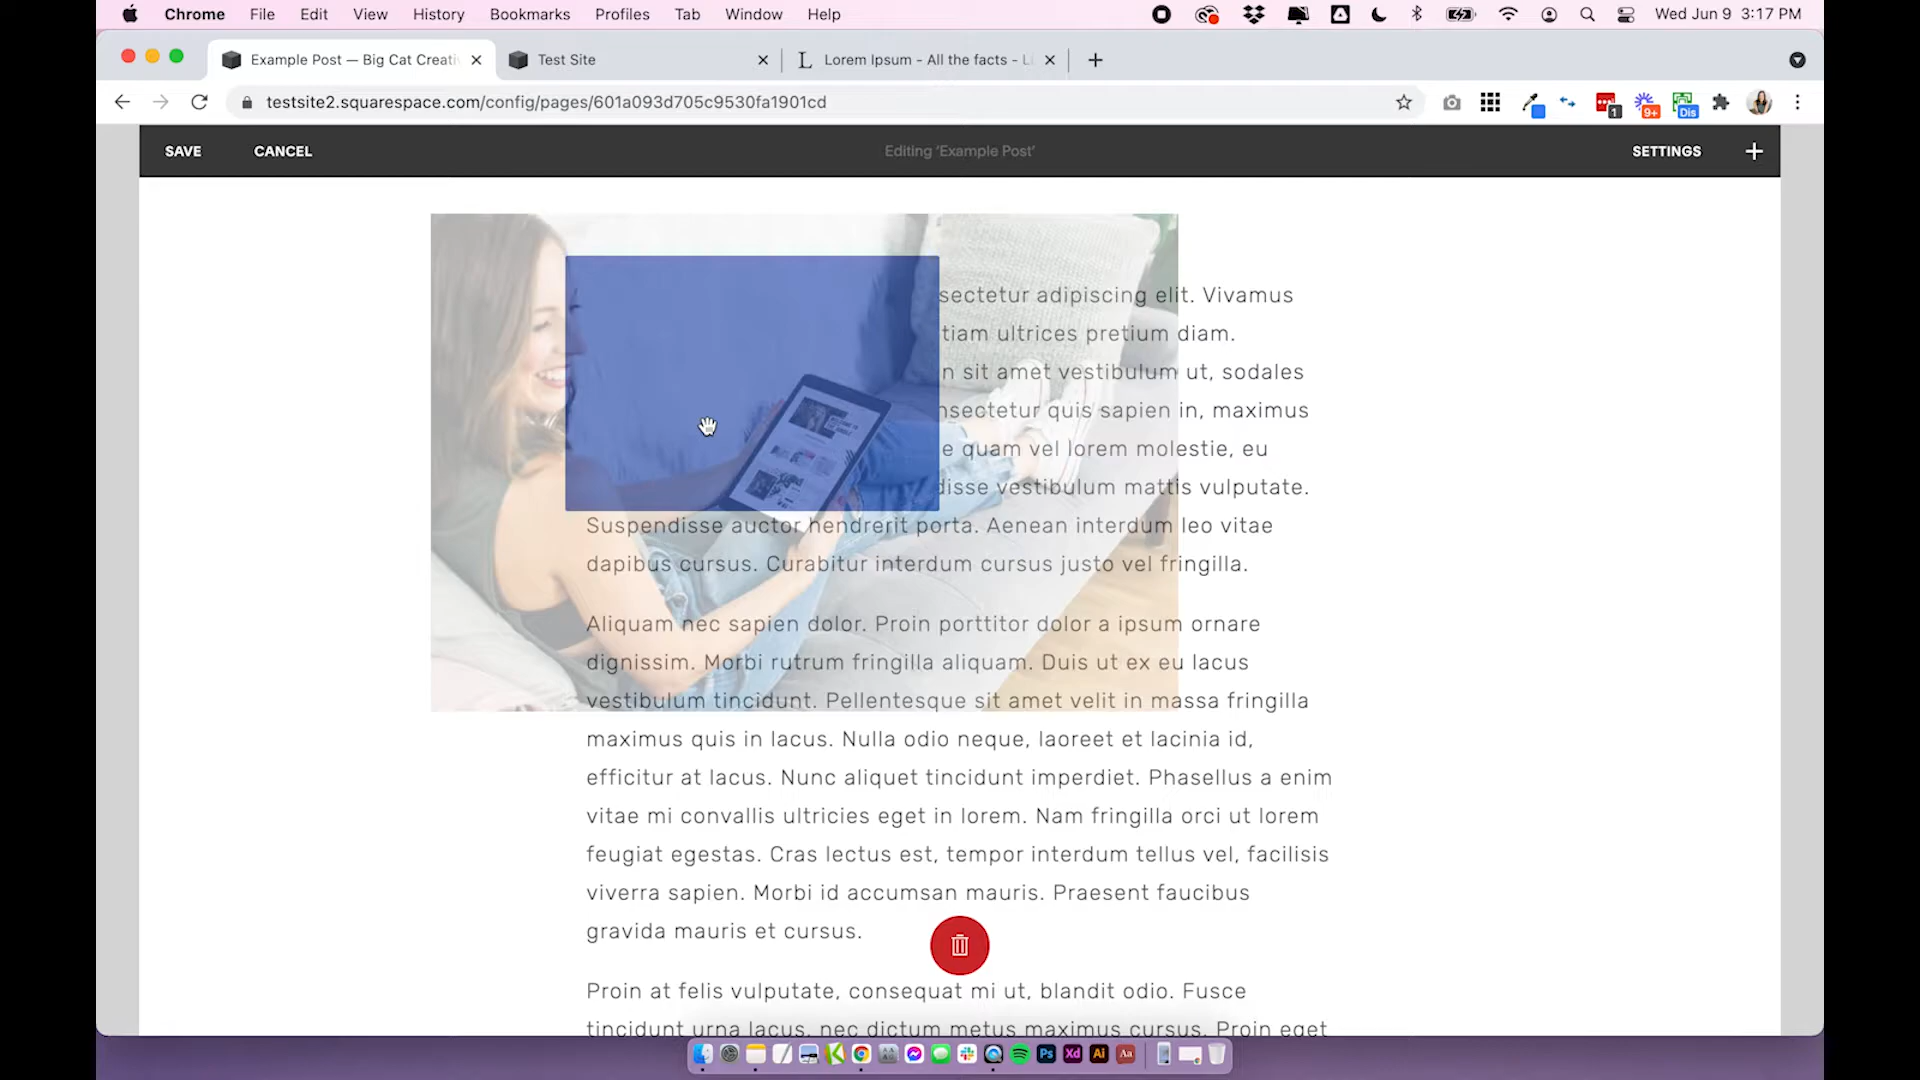 Chrome File Edit View History Bookmarks Profiles Tab Window Help Wed Jun 9 3:17 PM
Example Post — Big Cat Creati Test Site Lorem Ipsum - All the facts - L
testsite2.squarespace.com/config/pages/601a093d705c9530fa1901cd
1 9+ Dis
SAVE CANCEL Editing ‘Example Post’ SETTINGS
sectetur adipiscing elit. Vivamus
tiam ultrices pretium diam.
n sit amet vestibulum ut, sodales
nsectetur quis sapien in, maximus
e quam vel lorem molestie, eu
disse vestibulum mattis vulputate.
Suspendisse auctor hendrerit porta. Aenean interdum leo vitae
dapibus cursus. Curabitur interdum cursus justo vel fringilla.
Aliquam nec sapien dolor. Proin porttitor dolor a ipsum ornare
dignissim. Morbi rutrum fringilla aliquam. Duis ut ex eu lacus
vestibulum tincidunt. Pellentesque sit amet velit in massa fringilla
maximus quis in lacus. Nulla odio neque, laoreet et lacinia id,
efficitur at lacus. Nunc aliquet tincidunt imperdiet. Phasellus a enim
vitae mi convallis ultricies eget in lorem. Nam fringilla orci ut lorem
feugiat egestas. Cras lectus est, tempor interdum tellus vel, facilisis
viverra sapien. Morbi id accumsan mauris. Praesent faucibus
gravida mauris et cursus.
Proin at felis vulputate, consequat mi ut, blandit odio. Fusce
tincidunt urna lacus, nec dictum metus maximus cursus. Proin eget
Ps Xd Ai Aa